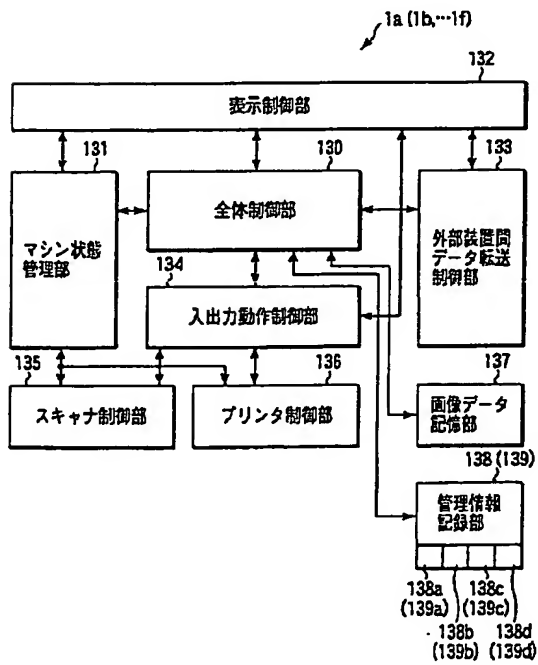 1a(1b,…1f)
132
表示制御部
131
130
133
マシン状態
管理部
全体制御部
外部装置間
データ転送
制御部
134
入出力動作制御部
135
136
137
スキャナ制御部
プリンタ制御部
画像データ
記憶部
138(139)
管理情報
記録部
138a
(139a)
138c
(139c)
138b
(139b)
138d
(139d)